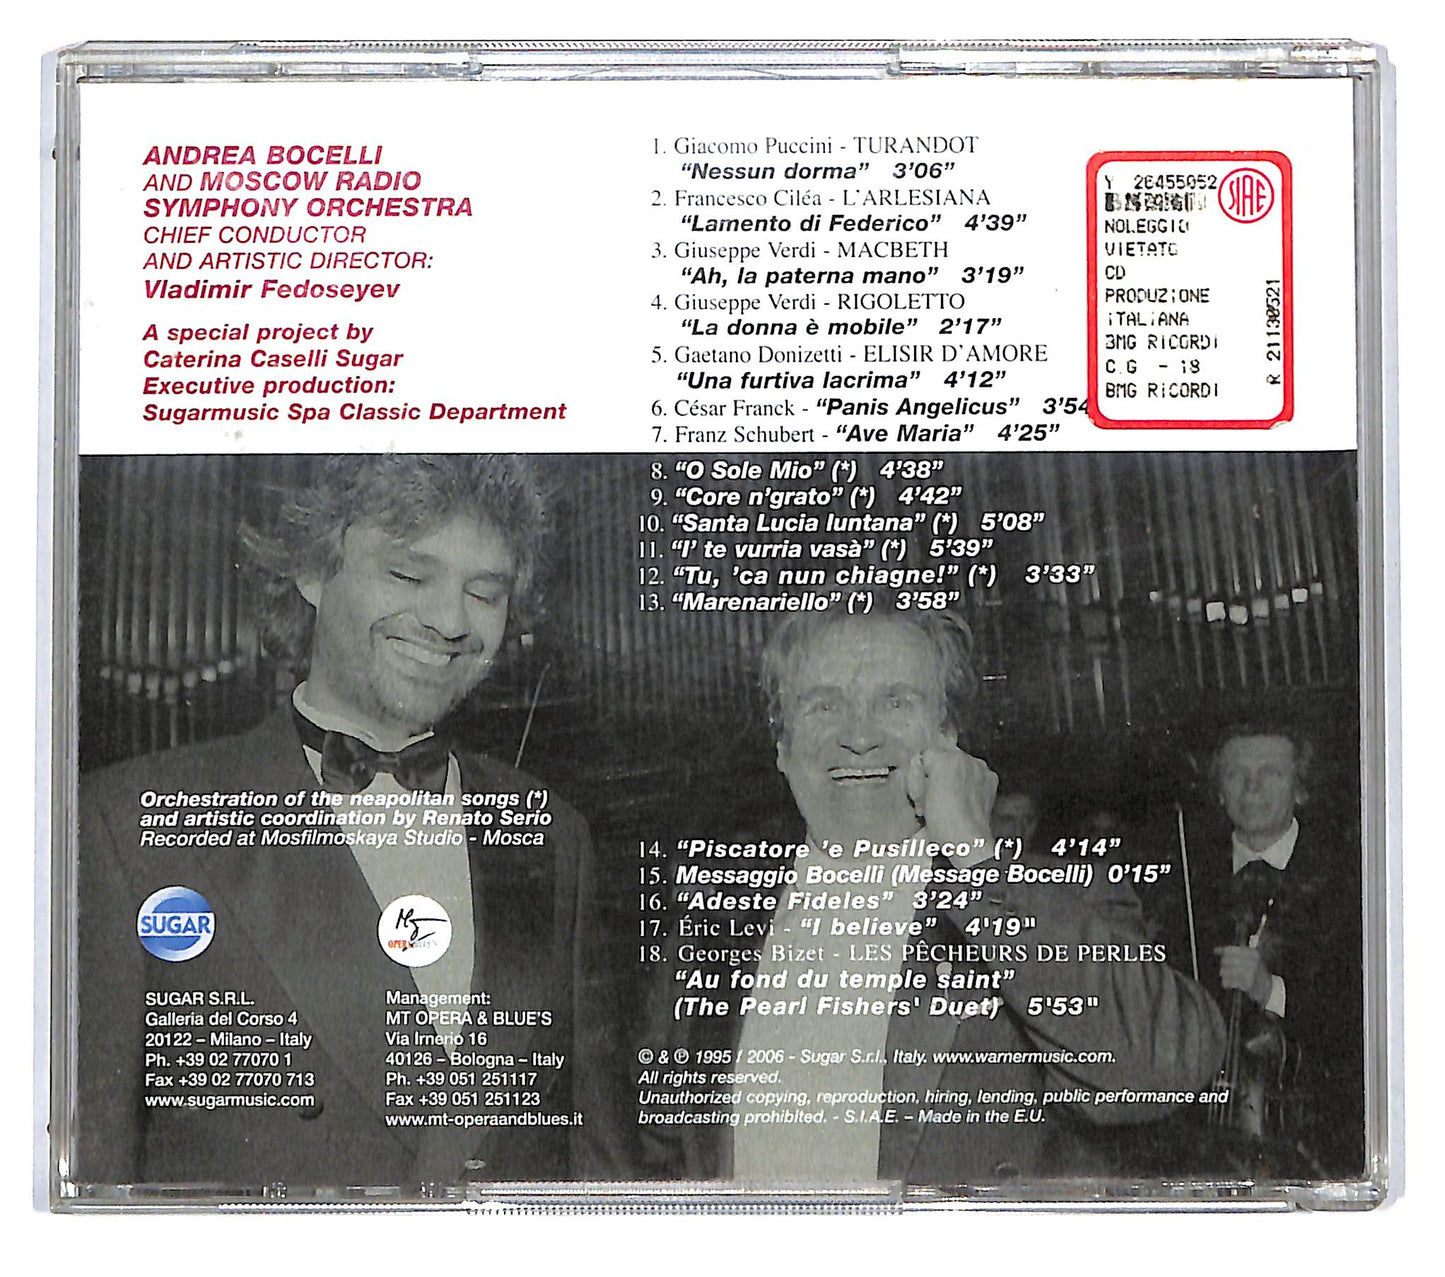 ANDREA BOCELLI
AND MOSCOW RADIO
SYMPHONY ORCHESTRA
CHIEF CONDUCTOR
AND ARTISTIC DIRECTOR:
Vladimir Fedoseyev
A special project by
Caterina Caselli Sugar
Executive production:
Sugarmusic Spa Classic Department
1. Giacomo Puccini - TURANDOT
“Nessun dorma” 3’06”
2. Francesco Ciléa - L’ARLESIANA
“Lamento di Federico” 4’39”
3. Giuseppe Verdi - MACBETH
“Ah, la paterna mano” 3’19”
4. Giuseppe Verdi - RIGOLETTO
“La donna è mobile” 2’17”
5. Gaetano Donizetti - ELISIR D’AMORE
“Una furtiva lacrima” 4’12”
6. César Franck - “Panis Angelicus” 3’54
7. Franz Schubert - “Ave Maria” 4’25”
8. “O Sole Mio” (*) 4’38”
9. “Core n’grato” (*) 4’42”
10. “Santa Lucia luntana” (*) 5’08”
11. “I’ te vurria vasà” (*) 5’39”
12. “Tu, ’ca nun chiagne!” (*) 3’33”
13. “Marenariello” (*) 3’58”
14. “Piscatore ’e Pusilleco” (*) 4’14”
15. Messaggio Bocelli (Message Bocelli) 0’15”
16. “Adeste Fideles” 3’24”
17. Éric Levi - “I believe” 4'19"
18. Georges Bizet - LES PÊCHEURS DE PERLES
“Au fond du temple saint”
(The Pearl Fishers' Duet) 5'53"
Y 26455052
SIAE
NOLEGGIO
VIETATO
CD
PRODUZIONE
iTALIANA
BMG RICORDI
C.G - 18
BMG RICORDI
R 21130521
Orchestration of the neapolitan songs (*)
and artistic coordination by Renato Serio
Recorded at Mosfilmoskaya Studio - Mosca
SUGAR
OPERA
SUGAR S.R.L.
Galleria del Corso 4
20122 – Milano – Italy
Ph. +39 02 77070 1
Fax +39 02 77070 713
www.sugarmusic.com
Management:
MT OPERA & BLUE'S
Via Irnerio 16
40126 – Bologna – Italy
Ph. +39 051 251117
Fax +39 051 251123
www.mt-operaandblues.it
© & ℗ 1995 / 2006 - Sugar S.r.l., Italy. www.warnermusic.com.
All rights reserved.
Unauthorized copying, reproduction, hiring, lending, public performance and
broadcasting prohibited. - S.I.A.E. – Made in the E.U.